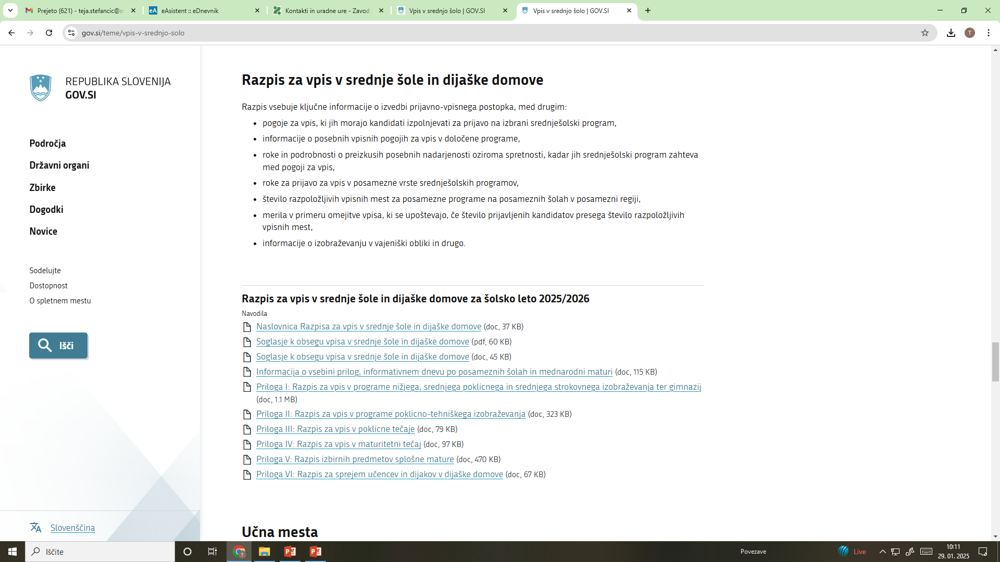 Prejeto (621) - teja.stefancic@o
eA eAsistent :: eDnevnik
Kontakti in uradne ure - Zavod
Vpis v srednjo šolo | GOV.SI
Vpis v srednjo šolo | GOV.SI
gov.si/teme/vpis-v-srednjo-solo
T
REPUBLIKA SLOVENIJA
GOV.SI
Področja
Državni organi
Zbirke
Dogodki
Novice
Sodelujte
Dostopnost
O spletnem mestu
Išči
Slovenščina
Razpis za vpis v srednje šole in dijaške domove
Razpis vsebuje ključne informacije o izvedbi prijavno-vpisnega postopka, med drugim:
• pogoje za vpis, ki jih morajo kandidati izpolnjevati za prijavo na izbrani srednješolski program,
• informacije o posebnih vpisnih pogojih za vpis v določene programe,
• roke in podrobnosti o preizkusih posebnih nadarjenosti oziroma spretnosti, kadar jih srednješolski program zahteva
med pogoji za vpis,
• roke za prijavo za vpis v posamezne vrste srednješolskih programov,
• število razpoložljivih vpisnih mest za posamezne programe na posameznih šolah v posamezni regiji,
• merila v primeru omejitve vpisa, ki se upoštevajo, če število prijavljenih kandidatov presega število razpoložljivih
vpisnih mest,
• informacije o izobraževanju v vajeniški obliki in drugo.
Razpis za vpis v srednje šole in dijaške domove za šolsko leto 2025/2026
Navodila
Naslovnica Razpisa za vpis v srednje šole in dijaške domove (doc, 37 KB)
Soglasje k obsegu vpisa v srednje šole in dijaške domove (pdf, 60 KB)
Soglasje k obsegu vpisa v srednje šole in dijaške domove (doc, 45 KB)
Informacija o vsebini prilog, informativnem dnevu po posameznih šolah in mednarodni maturi (doc, 115 KB)
Priloga I: Razpis za vpis v programe nižjega, srednjega poklicnega in srednjega strokovnega izobraževanja ter gimnazij
(doc, 1.1 MB)
Priloga II: Razpis za vpis v programe poklicno-tehniškega izobraževanja (doc, 323 KB)
Priloga III: Razpis za vpis v poklicne tečaje (doc, 79 KB)
Priloga IV: Razpis za vpis v maturitetni tečaj (doc, 97 KB)
Priloga V: Razpis izbirnih predmetov splošne mature (doc, 470 KB)
Priloga VI: Razpis za sprejem učencev in dijakov v dijaške domove (doc, 67 KB)
Učna mesta
Iščite
Povezave
Live
10:11
29. 01. 2025